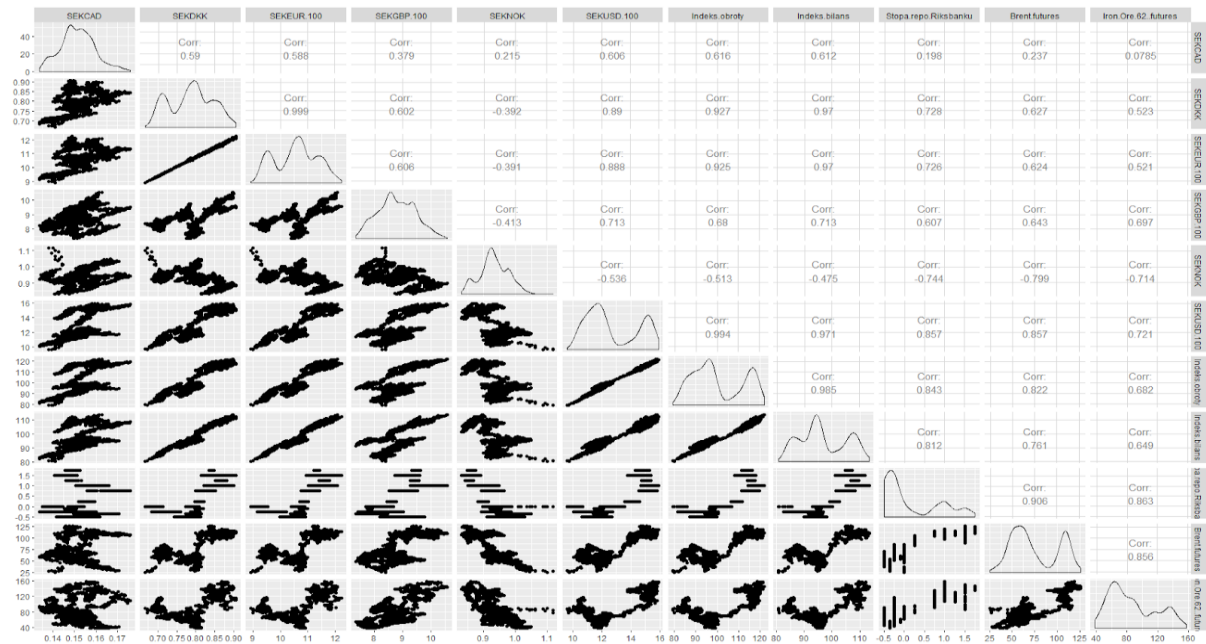 SEKCAD SEKDKK SEKEUR.100 SEKGBP.100 SEKNOK SEKUSD.100 Indeks.obroty Indeks.bilans Stopa.repo.Riksbanku Brent.futures Iron.Ore.62..futures
40 Corr: Corr: Corr: Corr: Corr: Corr: Corr: Corr: Corr: Corr: SEKCAD
20 0.59 0.588 0.379 0.215 0.606 0.616 0.612 0.198 0.237 0.0785
0
0.90 SEKDKK
0.85 Corr: Corr: Corr: Corr: Corr: Corr: Corr: Corr: Corr:
0.80 0.999 0.602 -0.392 0.89 0.927 0.97 0.728 0.627 0.523
0.75
0.70
12 SEKEUR.100
11 Corr: Corr: Corr: Corr: Corr: Corr: Corr: Corr:
10 0.606 -0.391 0.888 0.925 0.97 0.726 0.624 0.521
9
10 SEKGBP.100
9 Corr: Corr: Corr: Corr: Corr: Corr: Corr:
8 -0.413 0.713 0.68 0.713 0.607 0.643 0.697
1.1 SEKNOK
1.0 Corr: Corr: Corr: Corr: Corr: Corr:
0.9 -0.536 -0.513 -0.475 -0.744 -0.799 -0.714
16 SEKUSD.100
14 Corr: Corr: Corr: Corr: Corr:
12 0.994 0.971 0.857 0.857 0.721
10
120 Indeks.obroty
110 Corr: Corr: Corr: Corr:
100 0.985 0.843 0.822 0.682
90
80
110 Indeks.bilans
100 Corr: Corr: Corr:
90 0.812 0.761 0.649
80
1.5 pa.repo.Riksba
1.0 Corr: Corr:
0.5 0.906 0.863
0.0
-0.5
125 Brent.futures
100 Corr:
75 0.856
50
25
160 n.Ore.62..futur
120
80
40
0.14 0.15 0.16 0.17 0.70 0.75 0.80 0.85 0.90 9 10 11 12 8 9 10 0.9 1.0 1.1 10 12 14 16 80 90 100 110 120 80 90 100 110 -0.5 0.0 0.5 1.0 1.5 25 50 75 100 125 40 80 120 160